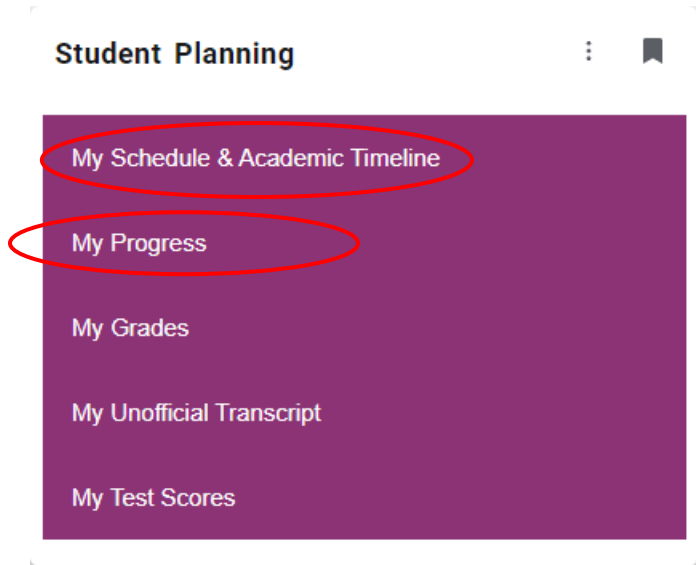 Student Planning
My Schedule & Academic Timeline
My Progress
My Grades
My Unofficial Transcript
My Test Scores